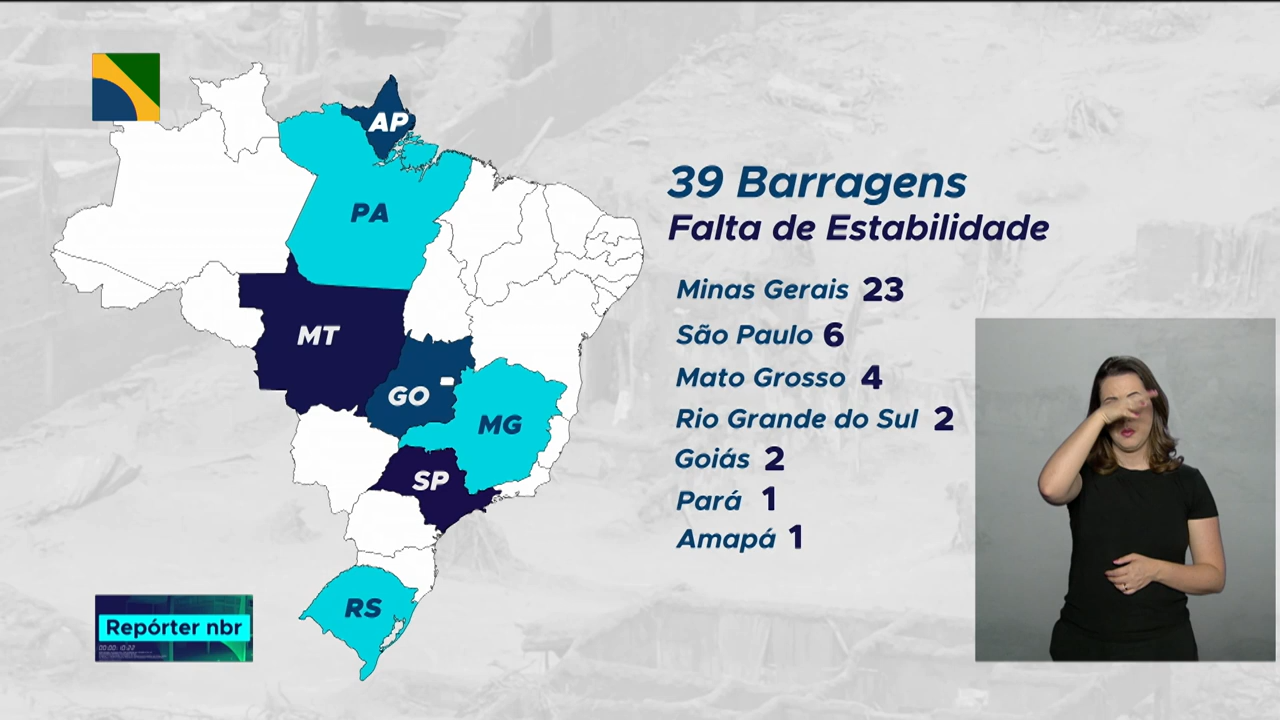 39 Barragens
Falta de Estabilidade
Minas Gerais 23
São Paulo 6
Mato Grosso 4
Rio Grande do Sul 2
Goiás 2
Pará 1
Amapá 1
AP
PA
MT
GO
MG
SP
RS
Repórter nbr